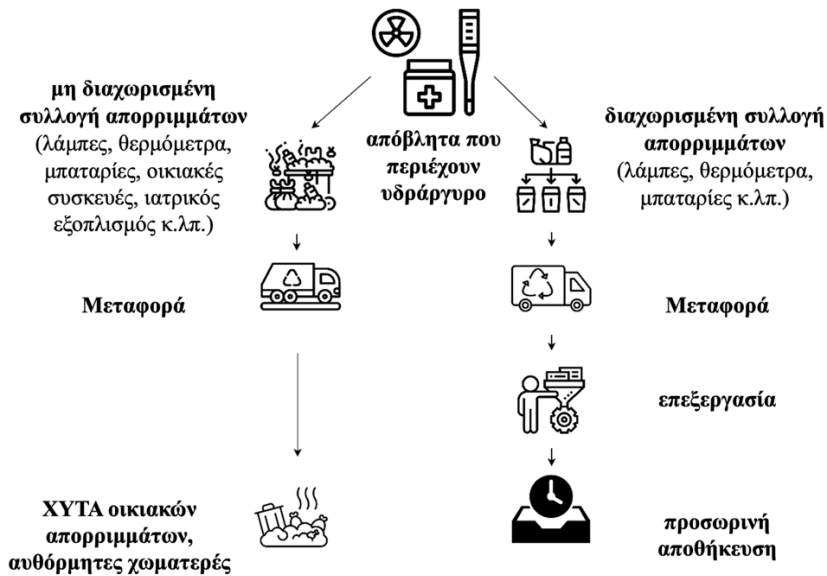 μη διαχωρισμένη
συλλογή απορριμμάτων
(λάμπες, θερμόμετρα,
μπαταρίες, οικιακές
συσκευές, ιατρικός
εξοπλισμός κ.λπ.)
απόβλητα που
περιέχουν
υδράργυρο
διαχωρισμένη συλλογή
απορριμμάτων
(λάμπες, θερμόμετρα,
μπαταρίες κ.λπ.)
Μεταφορά
Μεταφορά
επεξεργασία
ΧΥΤΑ οικιακών
απορριμμάτων,
αυθόρμητες χωματερές
προσωρινή
αποθήκευση